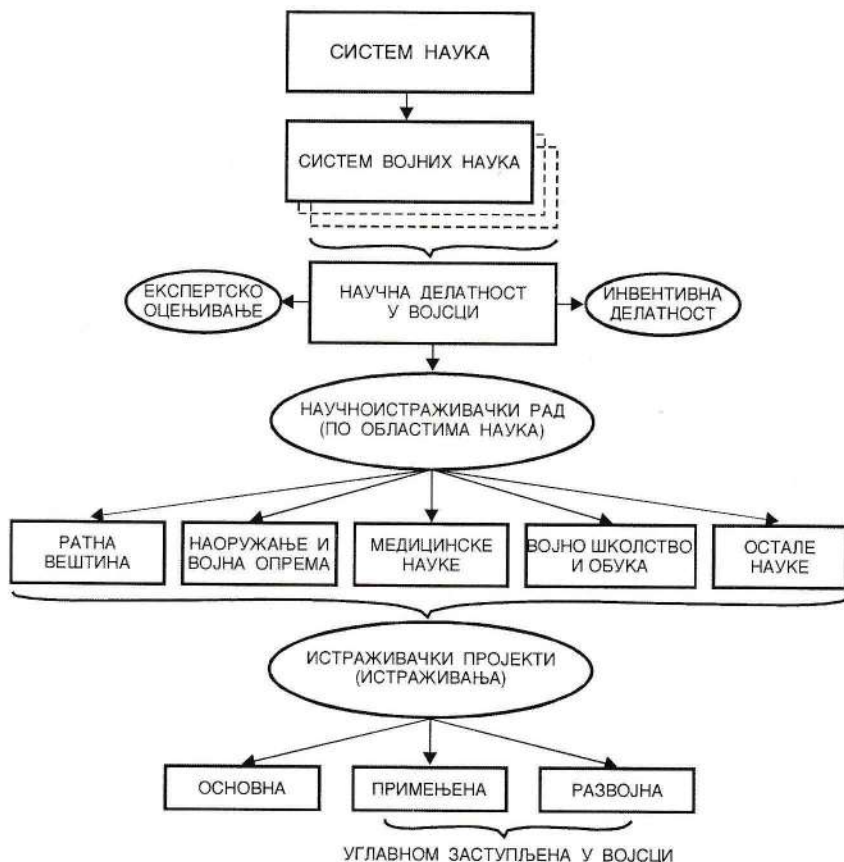 СИСТЕМ НАУКА
СИСТЕМ ВОЈНИХ НАУКА
ЕКСПЕРТСКО
ОЦЕЊИВАЊЕ
НАУЧНА ДЕЛАТНОСТ
У ВОЈСЦИ
ИНВЕНТИВНА
ДЕЛАТНОСТ
НАУЧНОИСТРАЖИВАЧКИ РАД
(ПО ОБЛАСТИМА НАУКА)
РАТНА
ВЕШТИНА
НАОРУЖАЊЕ И
ВОЈНА ОПРЕМА
МЕДИЦИНСКЕ
НАУКЕ
ВОЈНО ШКОЛСТВО
И ОБУКА
ОСТАЛЕ
НАУКЕ
ИСТРАЖИВАЧКИ ПРОЈЕКТИ
(ИСТРАЖИВАЊА)
ОСНОВНА
ПРИМЕЊЕНА
РАЗВОЈНА
УГЛАВНОМ ЗАСТУПЉЕНА У ВОЈСЦИ